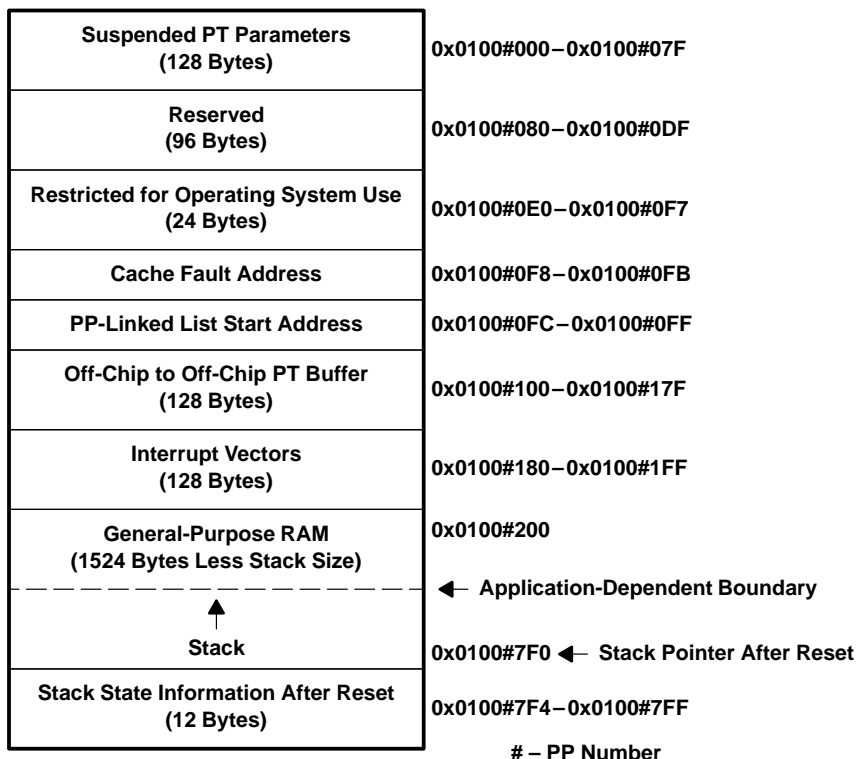 Suspended PT Parameters
(128 Bytes)
0x0100#000–0x0100#07F
Reserved
(96 Bytes)
0x0100#080–0x0100#0DF
Restricted for Operating System Use
(24 Bytes)
0x0100#0E0–0x0100#0F7
Cache Fault Address
0x0100#0F8–0x0100#0FB
PP-Linked List Start Address
0x0100#0FC–0x0100#0FF
Off-Chip to Off-Chip PT Buffer
(128 Bytes)
0x0100#100–0x0100#17F
Interrupt Vectors
(128 Bytes)
0x0100#180–0x0100#1FF
General-Purpose RAM
(1524 Bytes Less Stack Size)
0x0100#200
Application-Dependent Boundary
Stack
0x0100#7F0 Stack Pointer After Reset
Stack State Information After Reset
(12 Bytes)
0x0100#7F4–0x0100#7FF
# – PP Number